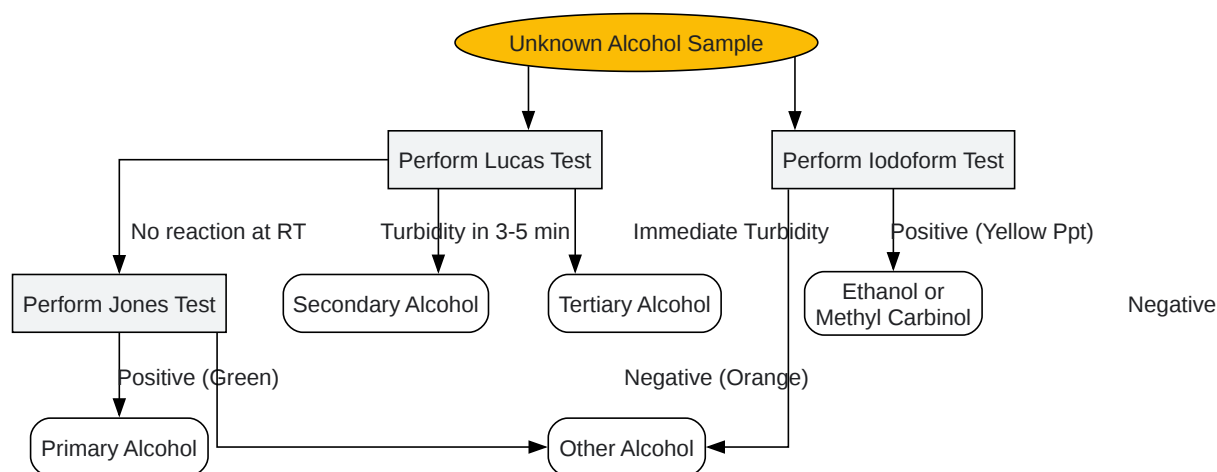 Unknown Alcohol Sample
Perform Lucas Test
Perform Iodoform Test
No reaction at RT
Turbidity in 3-5 min
Immediate Turbidity
Positive (Yellow Ppt)
Perform Jones Test
Secondary Alcohol
Tertiary Alcohol
Ethanol or
Methyl Carbinol
Negative
Positive (Green)
Negative (Orange)
Primary Alcohol
Other Alcohol